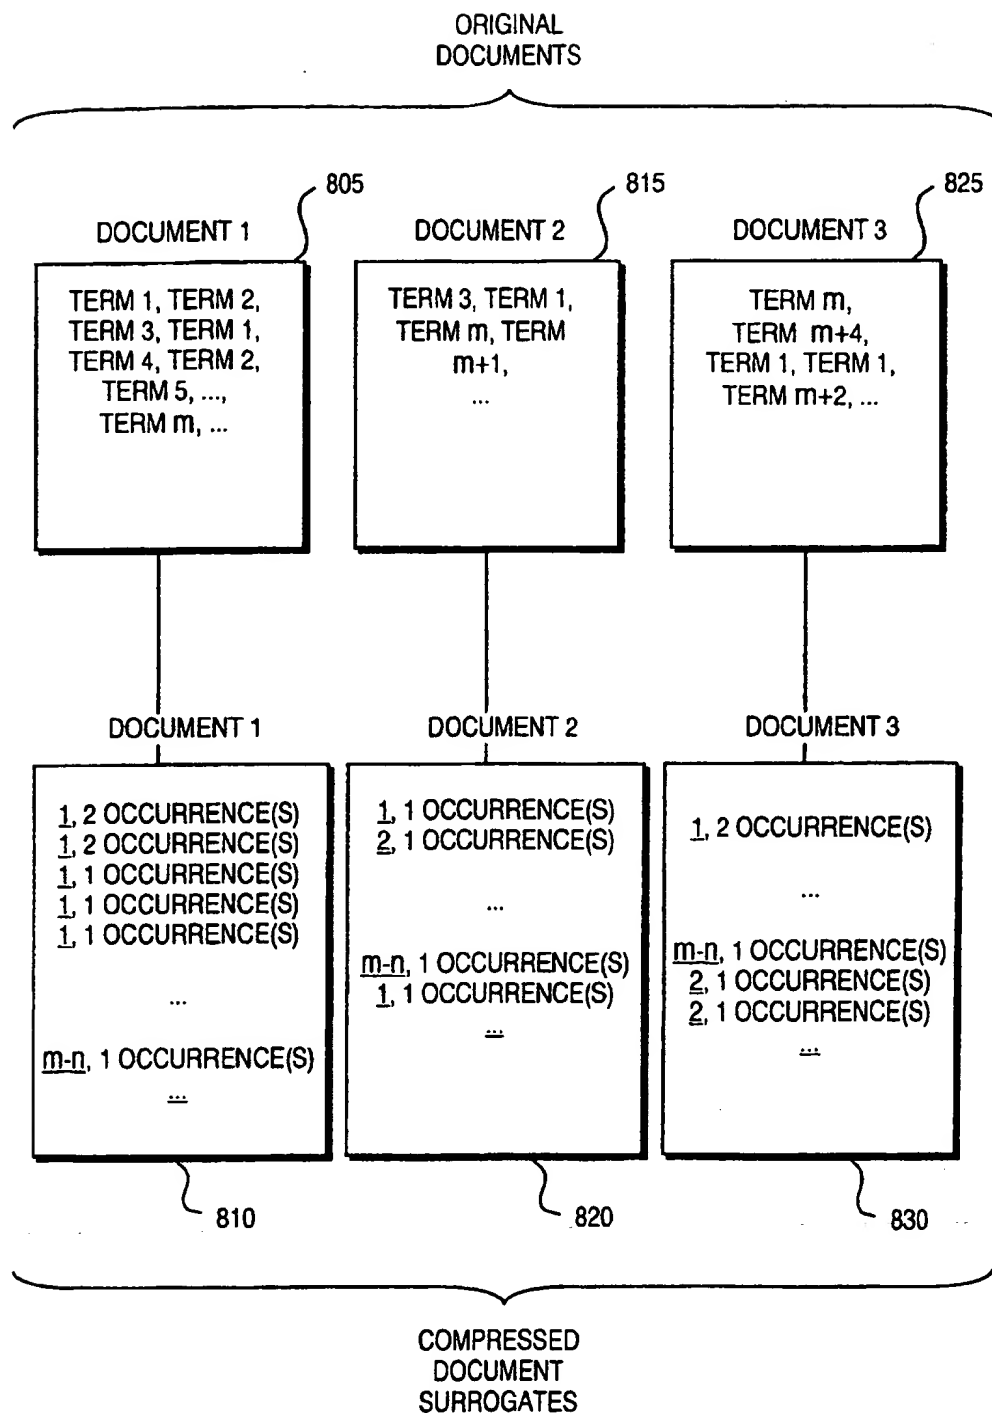 ORIGINAL
DOCUMENTS
805
815
825
DOCUMENT 1
DOCUMENT 2
DOCUMENT 3
TERM 1, TERM 2,
TERM 3, TERM 1,
TERM 4, TERM 2,
TERM 5, ...,
TERM m, ...
TERM 3, TERM 1,
TERM m, TERM
m+1,
...
TERM m,
TERM m+4,
TERM 1, TERM 1,
TERM m+2, ...
DOCUMENT 1
DOCUMENT 2
DOCUMENT 3
1, 2 OCCURRENCE(S)
1, 2 OCCURRENCE(S)
1, 1 OCCURRENCE(S)
1, 1 OCCURRENCE(S)
1, 1 OCCURRENCE(S)
...
m-n, 1 OCCURRENCE(S)
...
1, 1 OCCURRENCE(S)
2, 1 OCCURRENCE(S)
...
m-n, 1 OCCURRENCE(S)
1, 1 OCCURRENCE(S)
...
1, 2 OCCURRENCE(S)
...
m-n, 1 OCCURRENCE(S)
2, 1 OCCURRENCE(S)
2, 1 OCCURRENCE(S)
...
810
820
830
COMPRESSED
DOCUMENT
SURROGATES